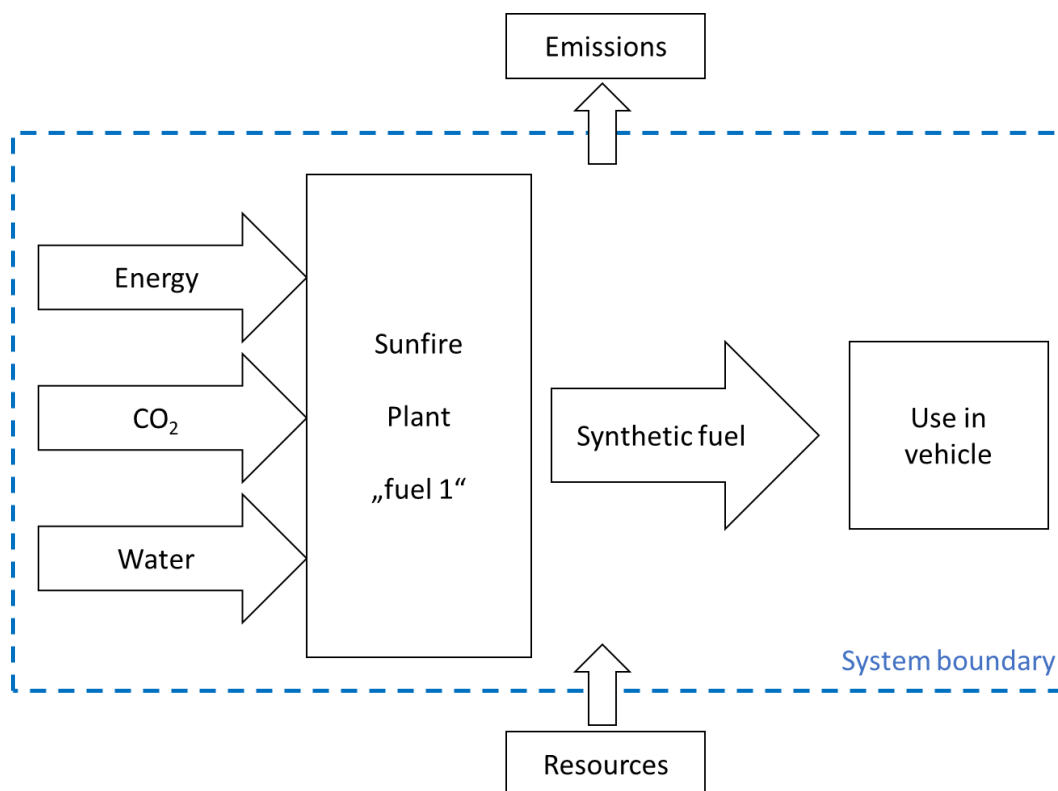 Emissions
Energy
CO₂
Water
Sunfire
Plant
„fuel 1“
Synthetic fuel
Use in
vehicle
System boundary
Resources